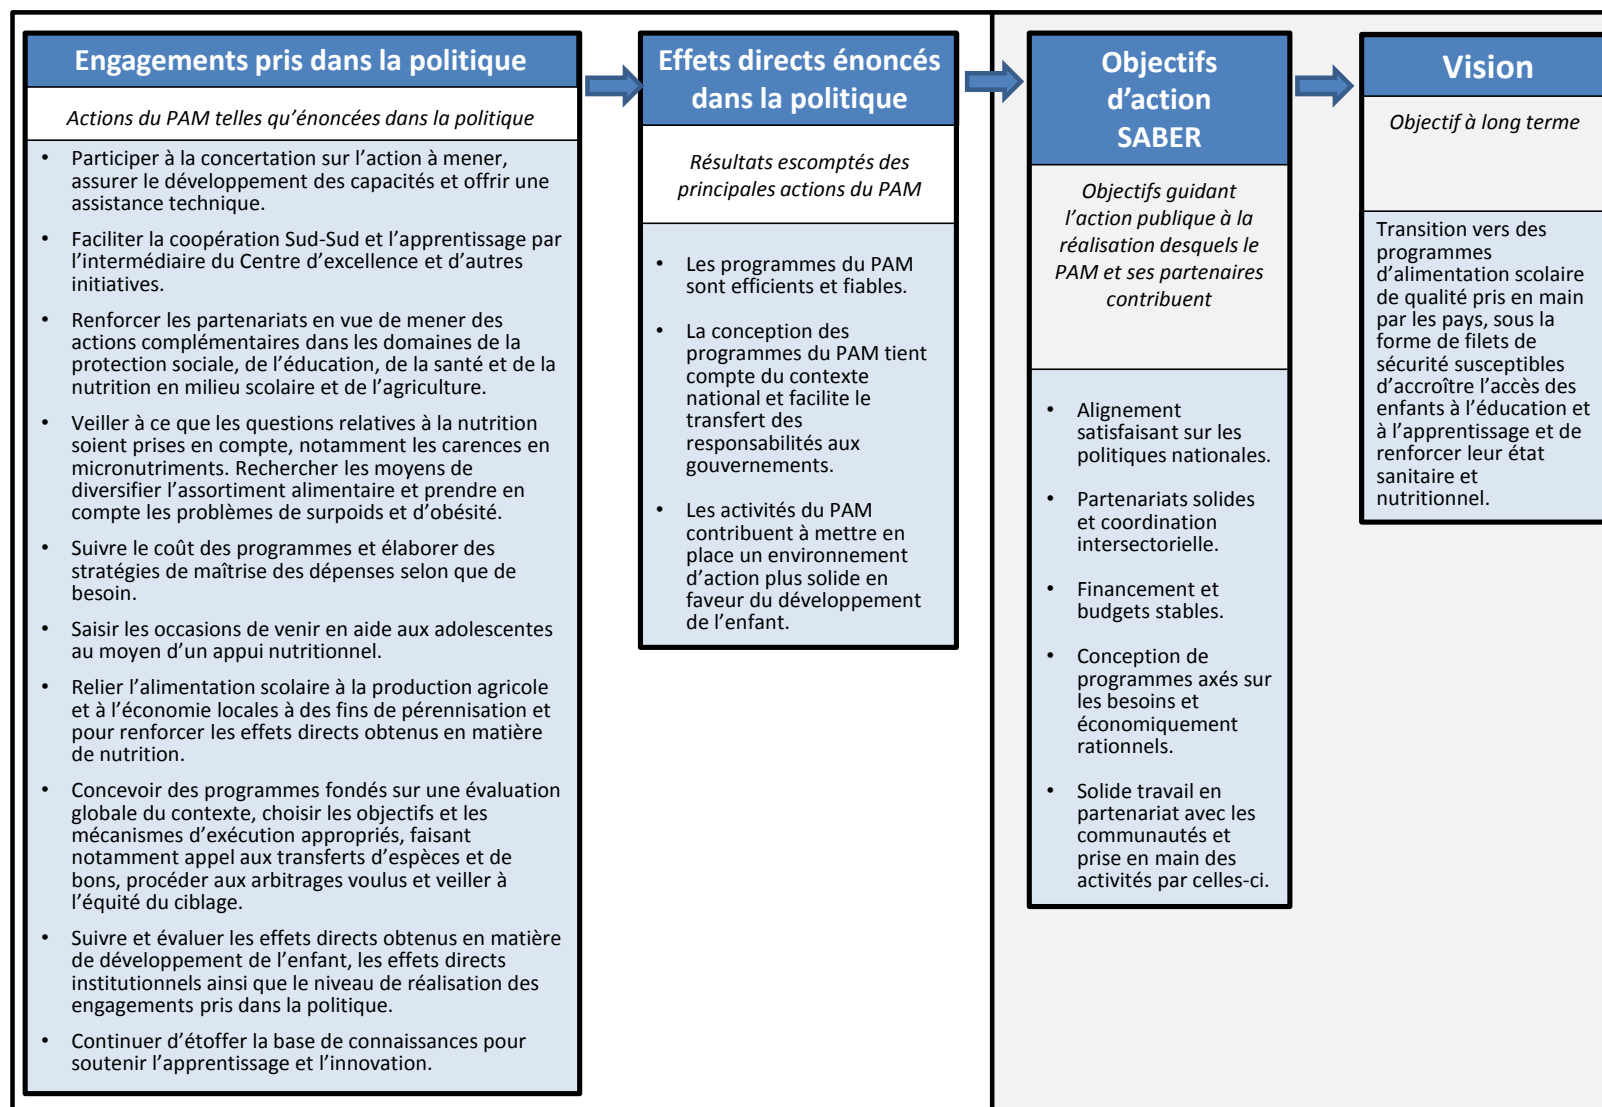 Engagements pris dans la politique
Actions du PAM telles qu'énoncées dans la politique
• Participer à la concertation sur l'action à mener,
assurer le développement des capacités et offrir une
assistance technique.
• Faciliter la coopération Sud-Sud et l'apprentissage par
l'intermédiaire du Centre d'excellence et d'autres
initiatives.
• Renforcer les partenariats en vue de mener des
actions complémentaires dans les domaines de la
protection sociale, de l'éducation, de la santé et de la
nutrition en milieu scolaire et de l'agriculture.
• Veiller à ce que les questions relatives à la nutrition
soient prises en compte, notamment les carences en
micronutriments. Rechercher les moyens de
diversifier l'assortiment alimentaire et prendre en
compte les problèmes de surpoids et d'obésité.
• Suivre le coût des programmes et élaborer des
stratégies de maîtrise des dépenses selon que de
besoin.
• Saisir les occasions de venir en aide aux adolescentes
au moyen d'un appui nutritionnel.
• Relier l'alimentation scolaire à la production agricole
et à l'économie locales à des fins de pérennisation et
pour renforcer les effets directs obtenus en matière
de nutrition.
• Concevoir des programmes fondés sur une évaluation
globale du contexte, choisir les objectifs et les
mécanismes d'exécution appropriés, faisant
notamment appel aux transferts d'espèces et de
bons, procéder aux arbitrages voulus et veiller à
l'équité du ciblage.
• Suivre et évaluer les effets directs obtenus en matière
de développement de l'enfant, les effets directs
institutionnels ainsi que le niveau de réalisation des
engagements pris dans la politique.
• Continuer d'étoffer la base de connaissances pour
soutenir l'apprentissage et l'innovation.
Effets directs énoncés
dans la politique
Résultats escomptés des
principales actions du PAM
• Les programmes du PAM
sont efficients et fiables.
• La conception des
programmes du PAM tient
compte du contexte
national et facilite le
transfert des
responsabilités aux
gouvernements.
• Les activités du PAM
contribuent à mettre en
place un environnement
d'action plus solide en
faveur du développement
de l'enfant.
Objectifs
d'action
SABER
Objectifs guidant
l'action publique à la
réalisation desquels le
PAM et ses partenaires
contribuent
• Alignement
satisfaisant sur les
politiques nationales.
• Partenariats solides
et coordination
intersectorielle.
• Financement et
budgets stables.
• Conception de
programmes axés sur
les besoins et
économiquement
rationnels.
• Solide travail en
partenariat avec les
communautés et
prise en main des
activités par celles-ci.
Vision
Objectif à long terme
Transition vers des
programmes
d'alimentation scolaire
de qualité pris en main
par les pays, sous la
forme de filets de
sécurité susceptibles
d'accroître l'accès des
enfants à l'éducation et
à l'apprentissage et de
renforcer leur état
sanitaire et
nutritionnel.